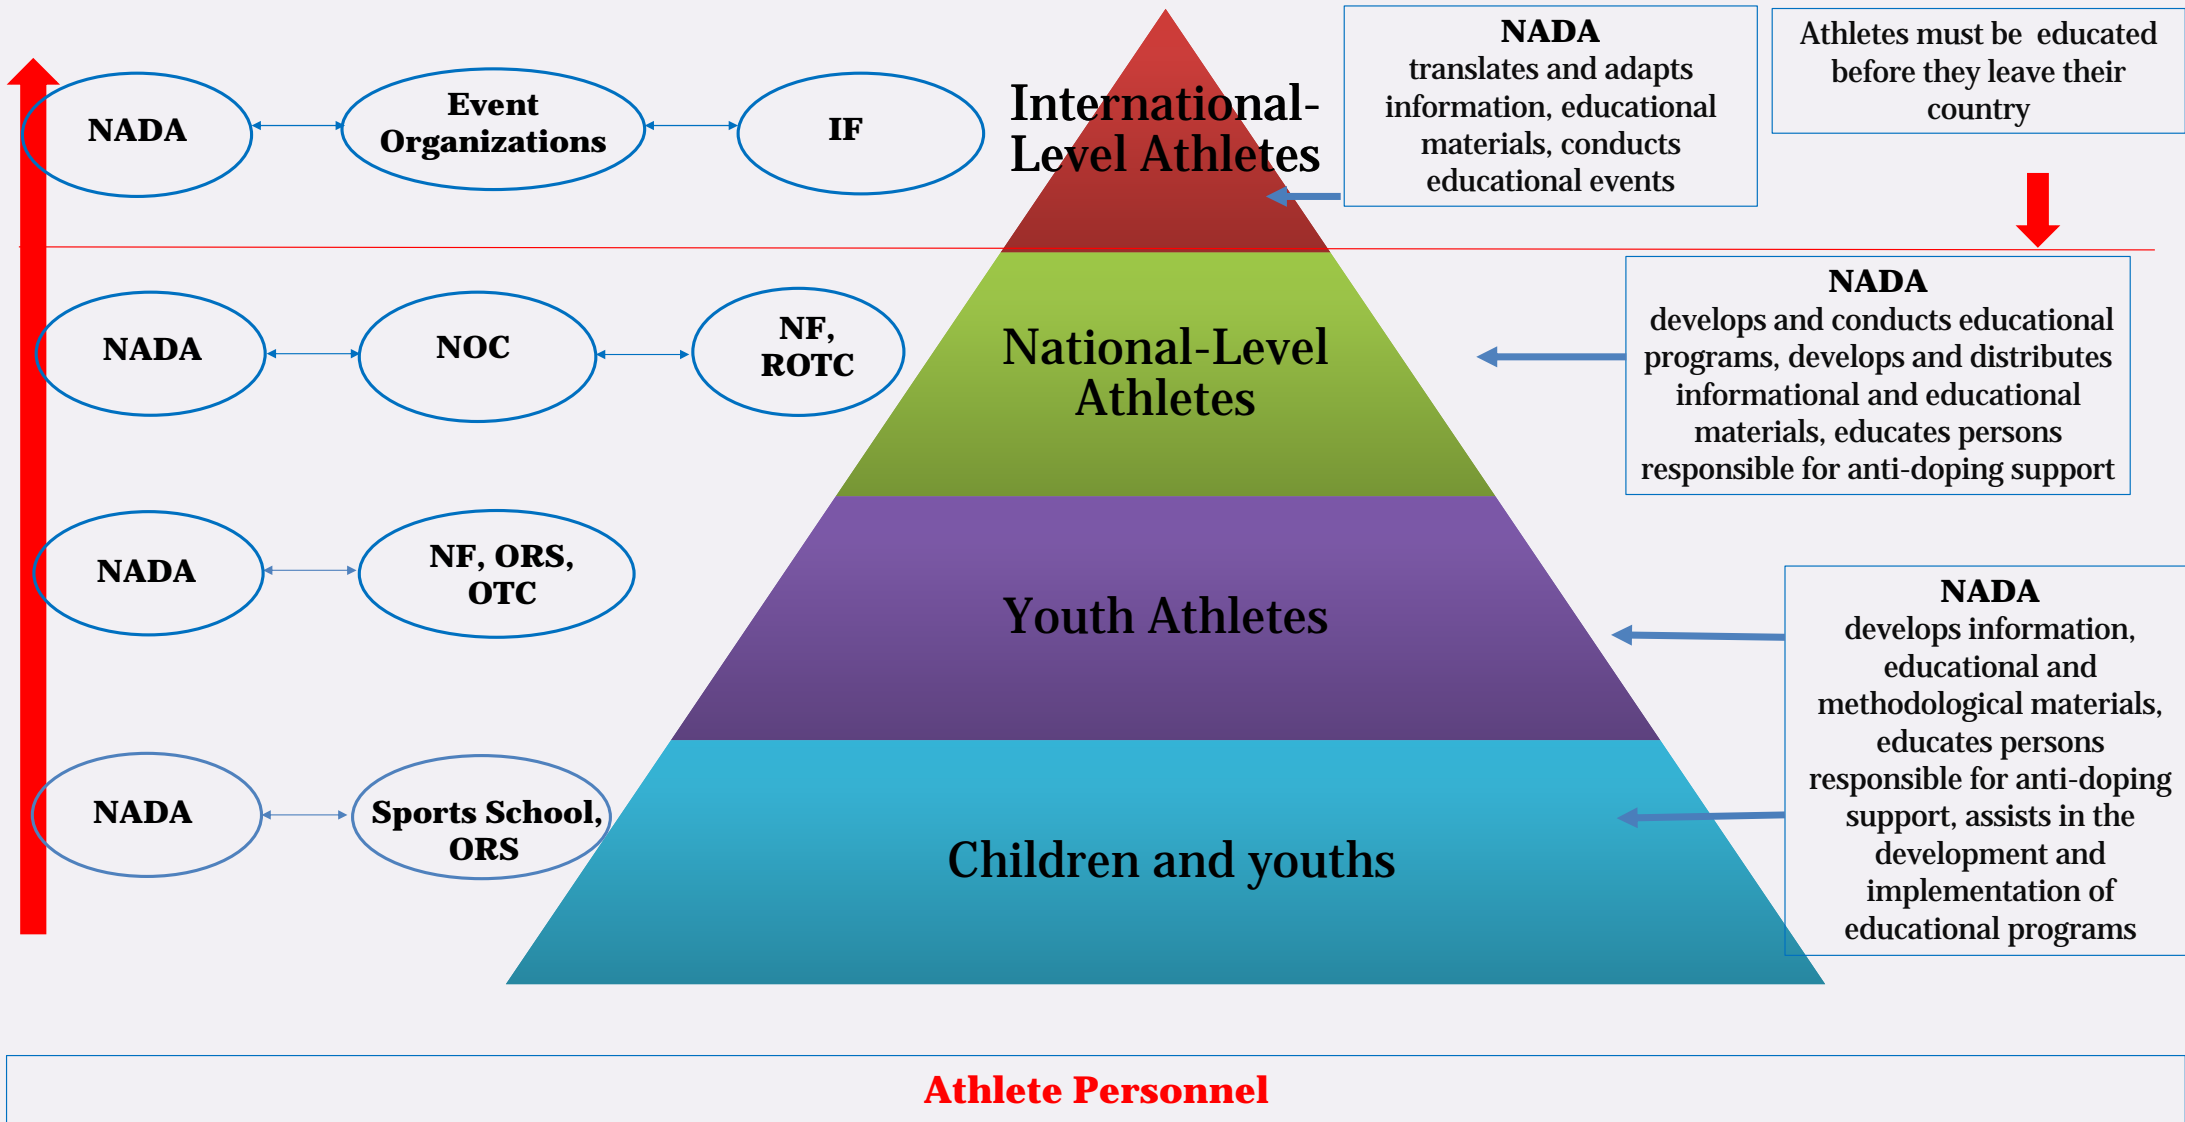 NADA
Event
Organizations
IF
International-
Level Athletes
NADA
translates and adapts
information, educational
materials, conducts
educational events
Athletes must be educated
before they leave their
country
NADA
NOC
NF,
ROTC
National-Level
Athletes
NADA
develops and conducts educational
programs, develops and distributes
informational and educational
materials, educates persons
responsible for anti-doping support
NADA
NF, ORS,
OTC
Youth Athletes
NADA
develops information,
educational and
methodological materials,
educates persons
responsible for anti-doping
support, assists in the
development and
implementation of
educational programs
NADA
Sports School,
ORS
Children and youths
Athlete Personnel